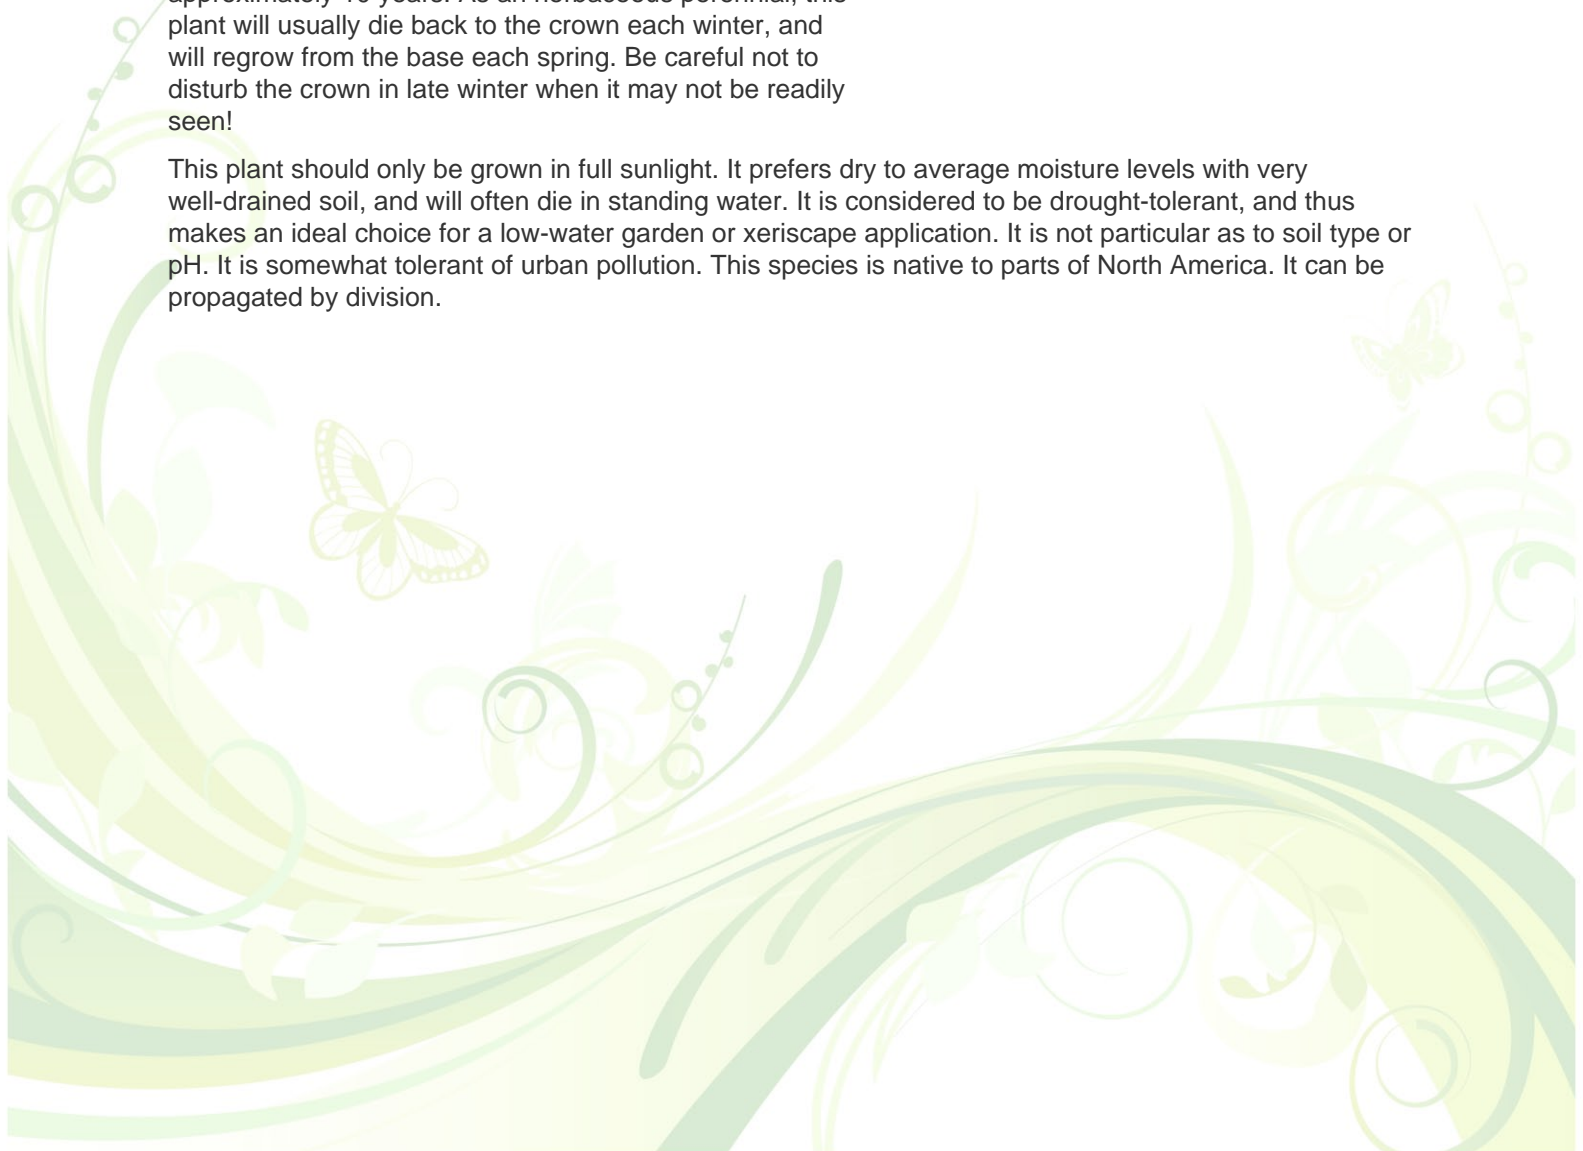 plant will usually die back to the crown each winter, and
will regrow from the base each spring. Be careful not to
disturb the crown in late winter when it may not be readily
seen!
This plant should only be grown in full sunlight. It prefers dry to average moisture levels with very
well-drained soil, and will often die in standing water. It is considered to be drought-tolerant, and thus
makes an ideal choice for a low-water garden or xeriscape application. It is not particular as to soil type or
pH. It is somewhat tolerant of urban pollution. This species is native to parts of North America. It can be
propagated by division.